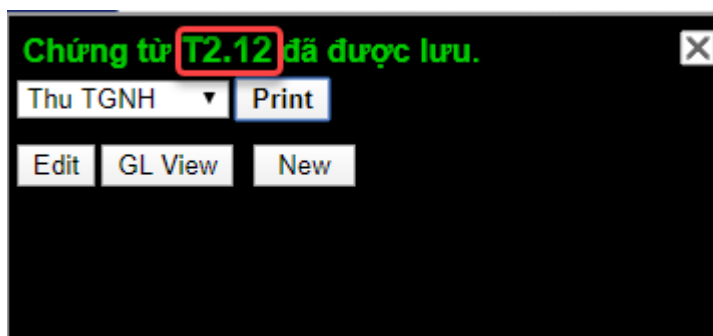 Chứng từ T2.12 đã được lưu.
Thu TGNH Print
Edit GL View New